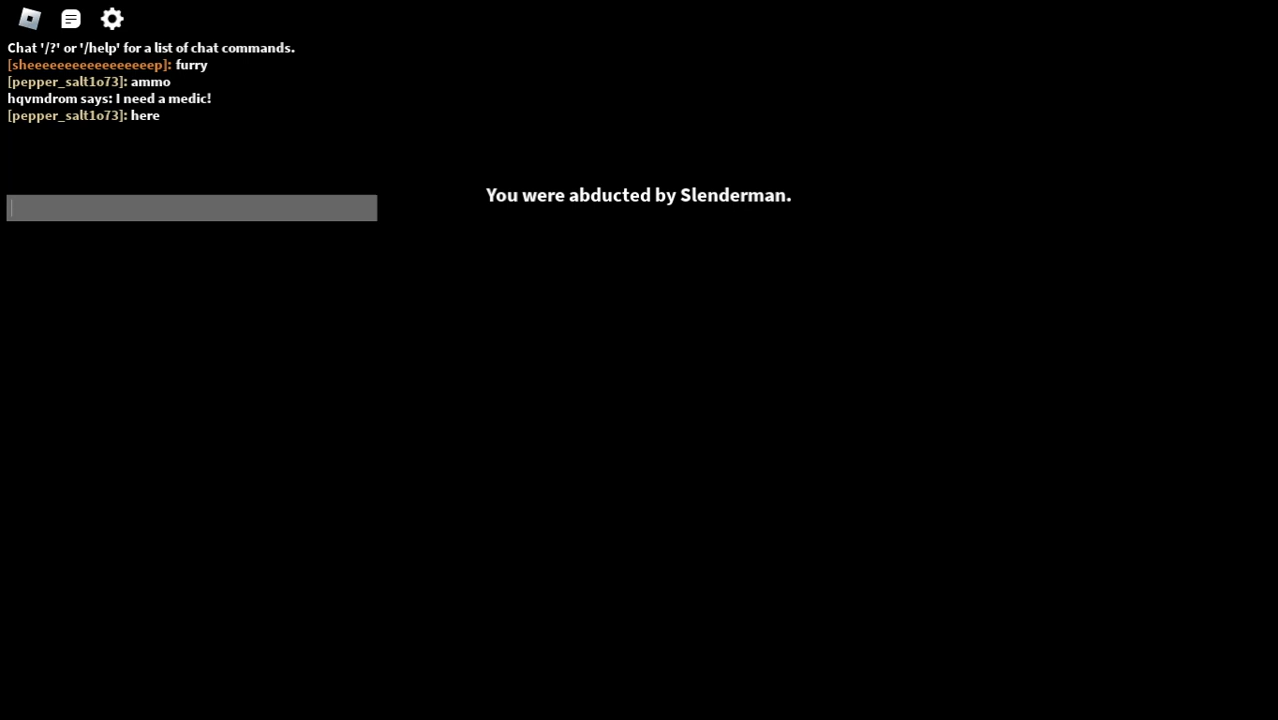 Chat '/?' or '/help' for a list of chat commands.
[sheeeeeeeeeeeeeeeep]: furry
[pepper_salt1o73]: ammo
hqvmdrom says: I need a medic!
[pepper_salt1o73]: here
You were abducted by Slenderman.